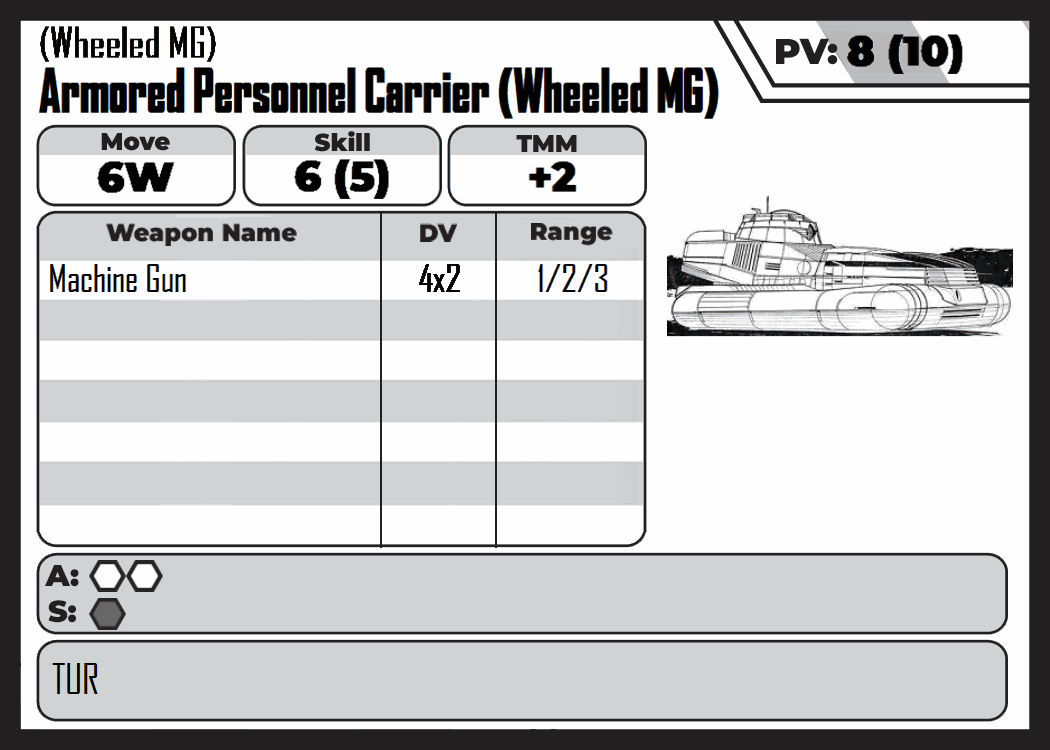 (Wheeled MG)
Armored Personnel Carrier (Wheeled MG)
PV: 8 (10)
Move Skill TMM
6W 6 (5) +2
Weapon Name DV Range
Machine Gun 4x2 1/2/3
A:
S:
TUR